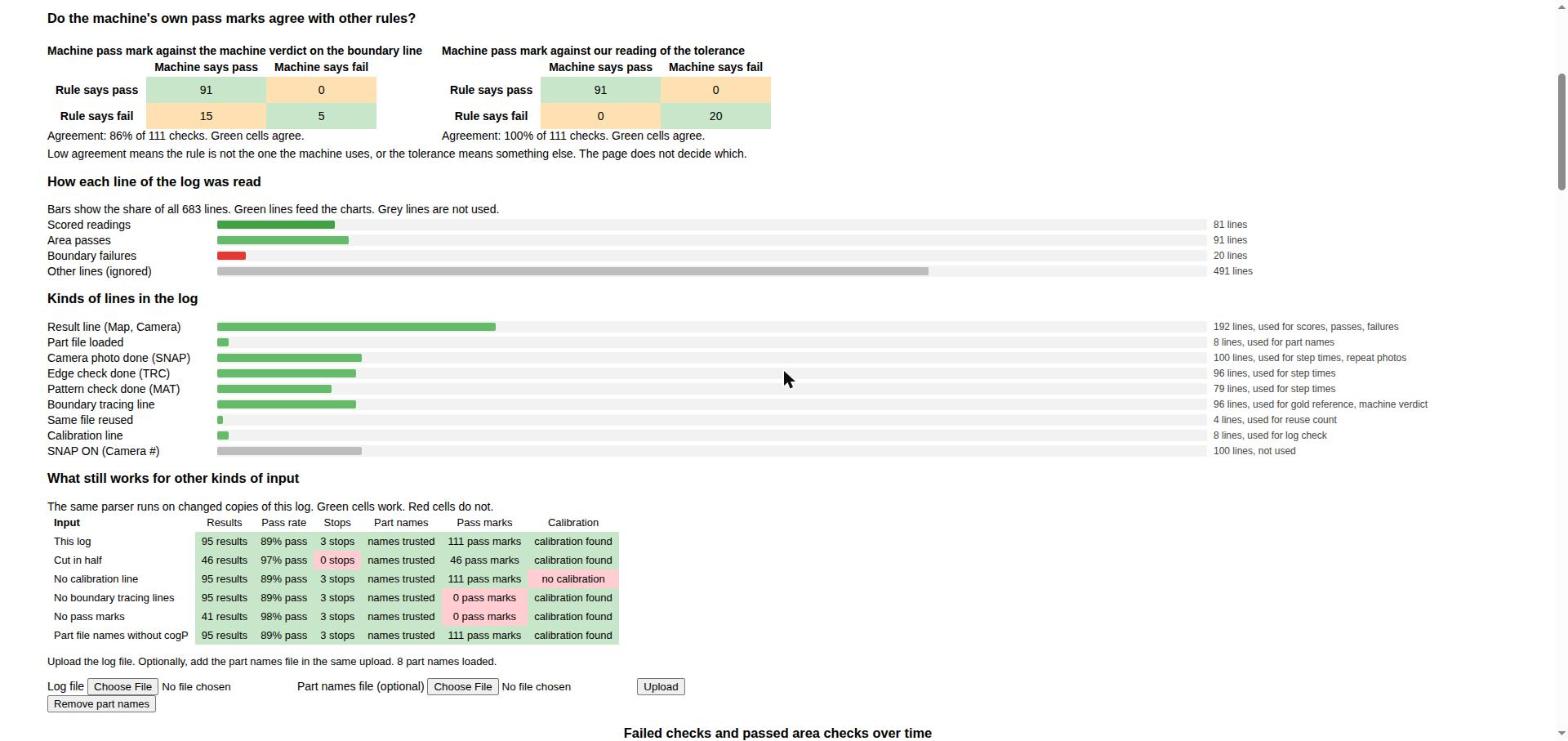 Do the machine's own pass marks agree with other rules?
Machine pass mark against the machine verdict on the boundary line
Machine says pass Machine says fail
Rule says pass 91 0
Rule says fail 15 5
Agreement: 86% of 111 checks. Green cells agree.
Machine pass mark against our reading of the tolerance
Machine says pass Machine says fail
Rule says pass 91 0
Rule says fail 0 20
Agreement: 100% of 111 checks. Green cells agree.
Low agreement means the rule is not the one the machine uses, or the tolerance means something else. The page does not decide which.
How each line of the log was read
Bars show the share of all 683 lines. Green lines feed the charts. Grey lines are not used.
Scored readings 81 lines
Area passes 91 lines
Boundary failures 20 lines
Other lines (ignored) 491 lines
Kinds of lines in the log
Result line (Map, Camera) 192 lines, used for scores, passes, failures
Part file loaded 8 lines, used for part names
Camera photo done (SNAP) 100 lines, used for step times, repeat photos
Edge check done (TRC) 96 lines, used for step times
Pattern check done (MAT) 79 lines, used for step times
Boundary tracing line 96 lines, used for gold reference, machine verdict
Same file reused 4 lines, used for reuse count
Calibration line 8 lines, used for log check
SNAP ON (Camera #) 100 lines, not used
What still works for other kinds of input
The same parser runs on changed copies of this log. Green cells work. Red cells do not.
Input Results Pass rate Stops Part names Pass marks Calibration
This log 95 results 89% pass 3 stops names trusted 111 pass marks calibration found
Cut in half 46 results 97% pass 0 stops names trusted 46 pass marks calibration found
No calibration line 95 results 89% pass 3 stops names trusted 111 pass marks no calibration
No boundary tracing lines 95 results 89% pass 3 stops names trusted 0 pass marks calibration found
No pass marks 41 results 98% pass 3 stops names trusted 0 pass marks calibration found
Part file names without cogP 95 results 89% pass 3 stops names trusted 111 pass marks calibration found
Upload the log file. Optionally, add the part names file in the same upload. 8 part names loaded.
Log file Choose File No file chosen Part names file (optional) Choose File No file chosen Upload
Remove part names
Failed checks and passed area checks over time